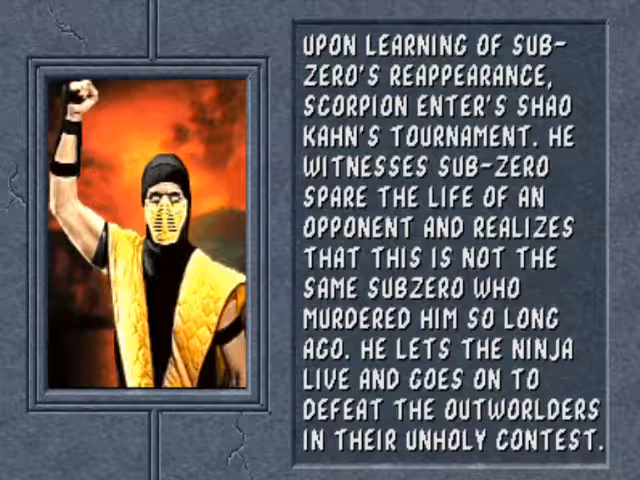 UPON LEARNING OF SUB-
ZERO'S REAPPEARANCE,
SCORPION ENTER'S SHAO
KAHN'S TOURNAMENT. HE
WITNESSES SUB-ZERO
SPARE THE LIFE OF AN
OPPONENT AND REALIZES
THAT THIS IS NOT THE
SAME SUBZERO WHO
MURDERED HIM SO LONG
AGO. HE LETS THE NINJA
LIVE AND GOES ON TO
DEFEAT THE OUTWORLDERS
IN THEIR UNHOLY CONTEST.